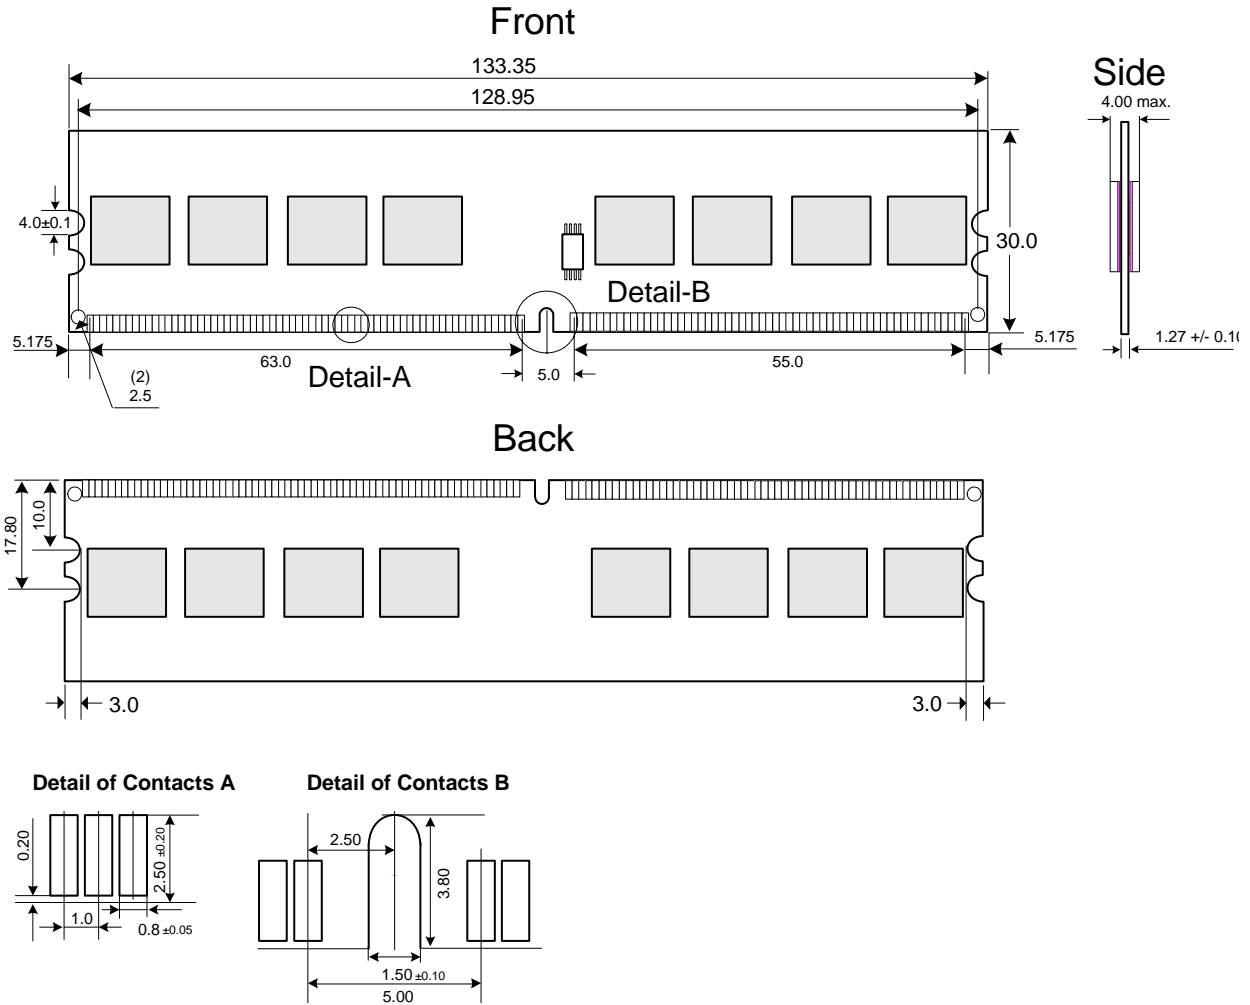 Front
133.35
128.95
Side
4.00 max.
4.0±0.1
30.0
Detail-B
5.175
63.0
Detail-A
5.0
55.0
5.175
1.27 +/- 0.10
(2)
2.5
Back
17.80
10.0
3.0
3.0
Detail of Contacts A
Detail of Contacts B
0.20
2.50 ±0.20
1.0
0.8 ±0.05
2.50
3.80
1.50 ±0.10
5.00